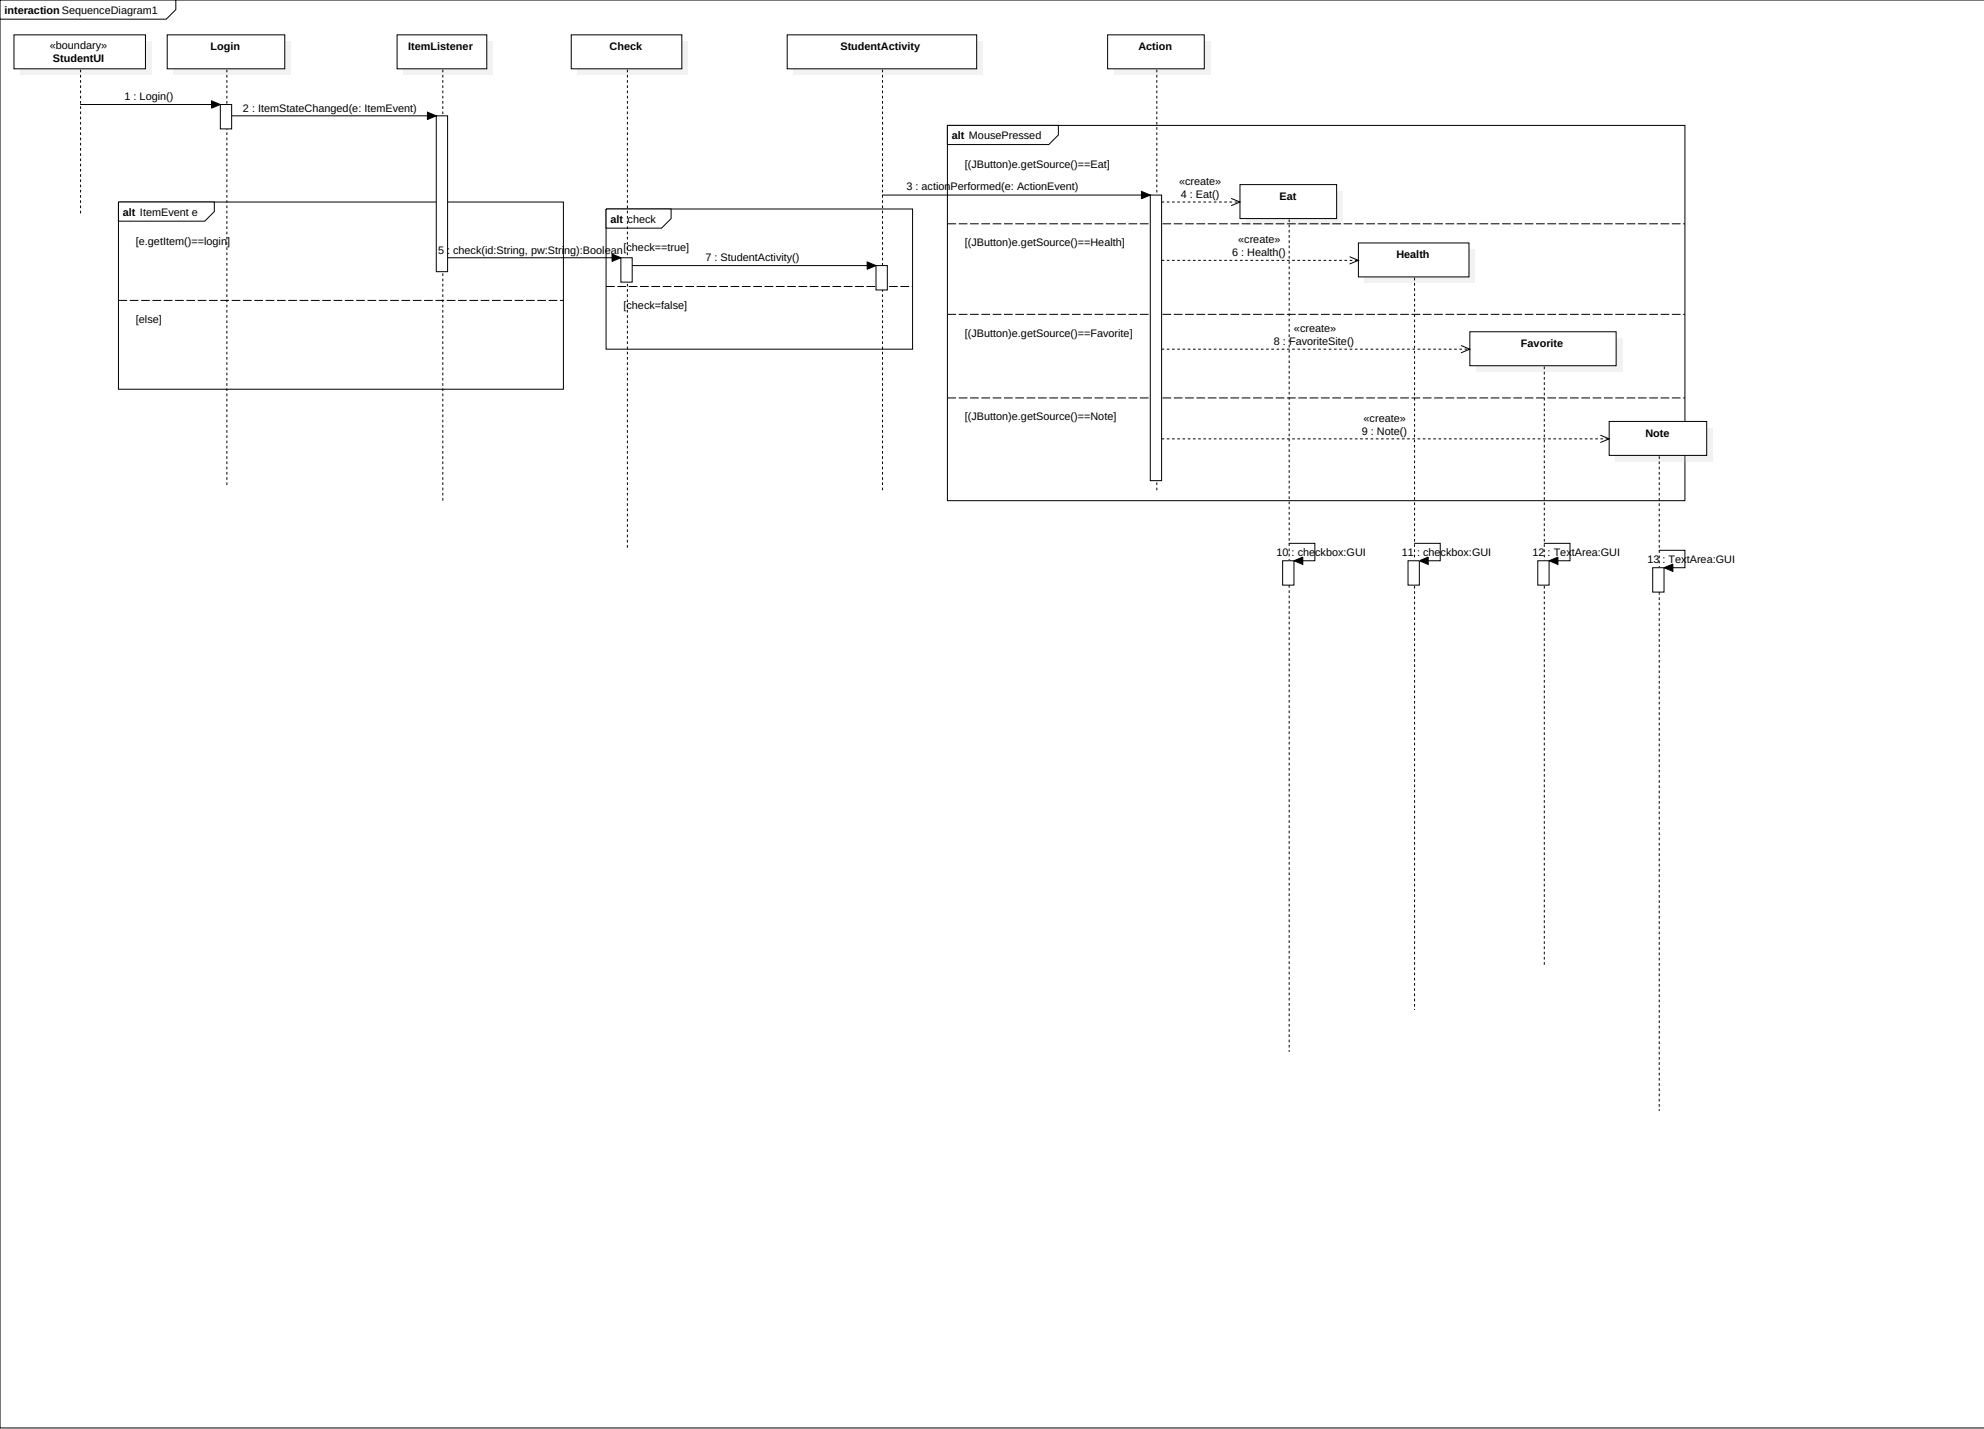 interaction SequenceDiagram1
«boundary»
StudentUI
Login
ItemListener
Check
StudentActivity
Action
1 : Login()
2 : ItemStateChanged(e: ItemEvent)
alt MousePressed
[(JButton)e.getSource()==Eat]
3 : actionPerformed(e: ActionEvent)
«create»
4 : Eat()
Eat
alt ItemEvent e
[e.getItem()==login]
alt check
[check==true]
5 : check(id:String, pw:String):Boolean
7 : StudentActivity()
[(JButton)e.getSource()==Health]
«create»
6 : Health()
Health
[else]
[check=false]
[(JButton)e.getSource()==Favorite]
«create»
8 : FavoriteSite()
Favorite
[(JButton)e.getSource()==Note]
«create»
9 : Note()
Note
10 : checkbox:GUI
11 : checkbox:GUI
12 : TextArea:GUI
13 : TextArea:GUI